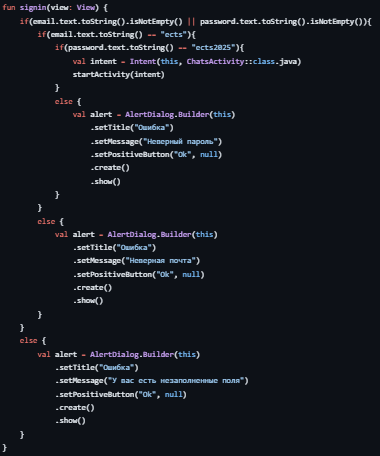 fun signin(view: View) {
    if(email.text.toString().isNotEmpty() || password.text.toString().isNotEmpty()){
        if(email.text.toString() == "ects"){
            if(password.text.toString() == "ects2025"){
                val intent = Intent(this, ChatsActivity::class.java)
                startActivity(intent)
            }
            else {
                val alert = AlertDialog.Builder(this)
                    .setTitle("Ошибка")
                    .setMessage("Неверный пароль")
                    .setPositiveButton("Ok", null)
                    .create()
                    .show()
            }
        }
        else {
            val alert = AlertDialog.Builder(this)
                .setTitle("Ошибка")
                .setMessage("Неверная почта")
                .setPositiveButton("Ok", null)
                .create()
                .show()
        }
    }
    else {
        val alert = AlertDialog.Builder(this)
            .setTitle("Ошибка")
            .setMessage("У вас есть незаполненные поля")
            .setPositiveButton("Ok", null)
            .create()
            .show()
    }
}